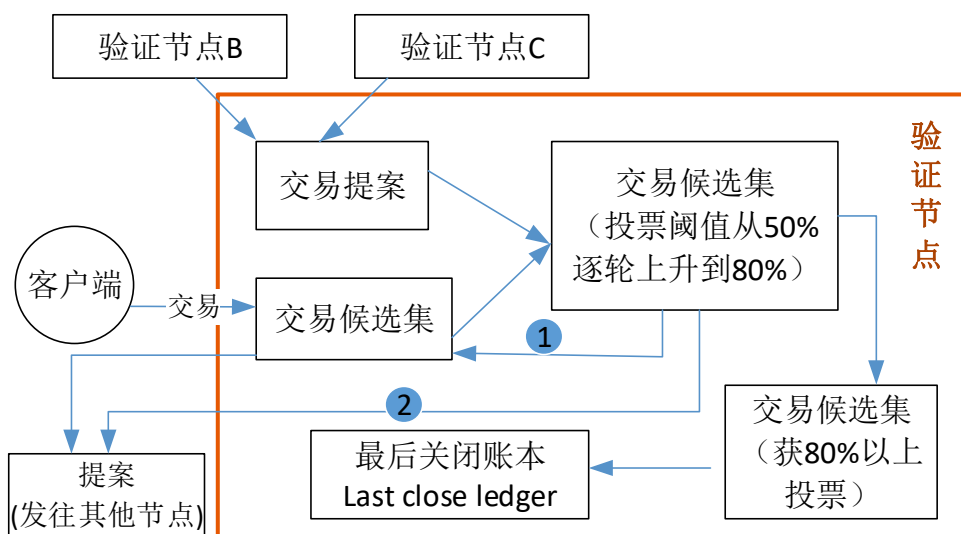 验证节点B
验证节点C
验证节点
交易提案
交易候选集
（投票阈值从50%
逐轮上升到80%）
客户端
交易
交易候选集
1
2
交易候选集
（获80%以上
投票）
最后关闭账本
Last close ledger
提案
(发往其他节点)